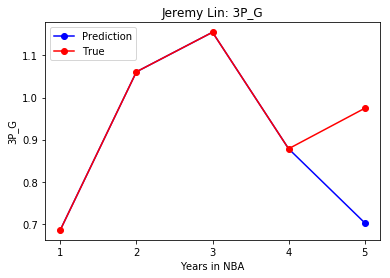 Jeremy Lin: 3P_G
Prediction
True
1.1
1.0
0.9
0.8
0.7
3P_G
1 2 3 4 5
Years in NBA